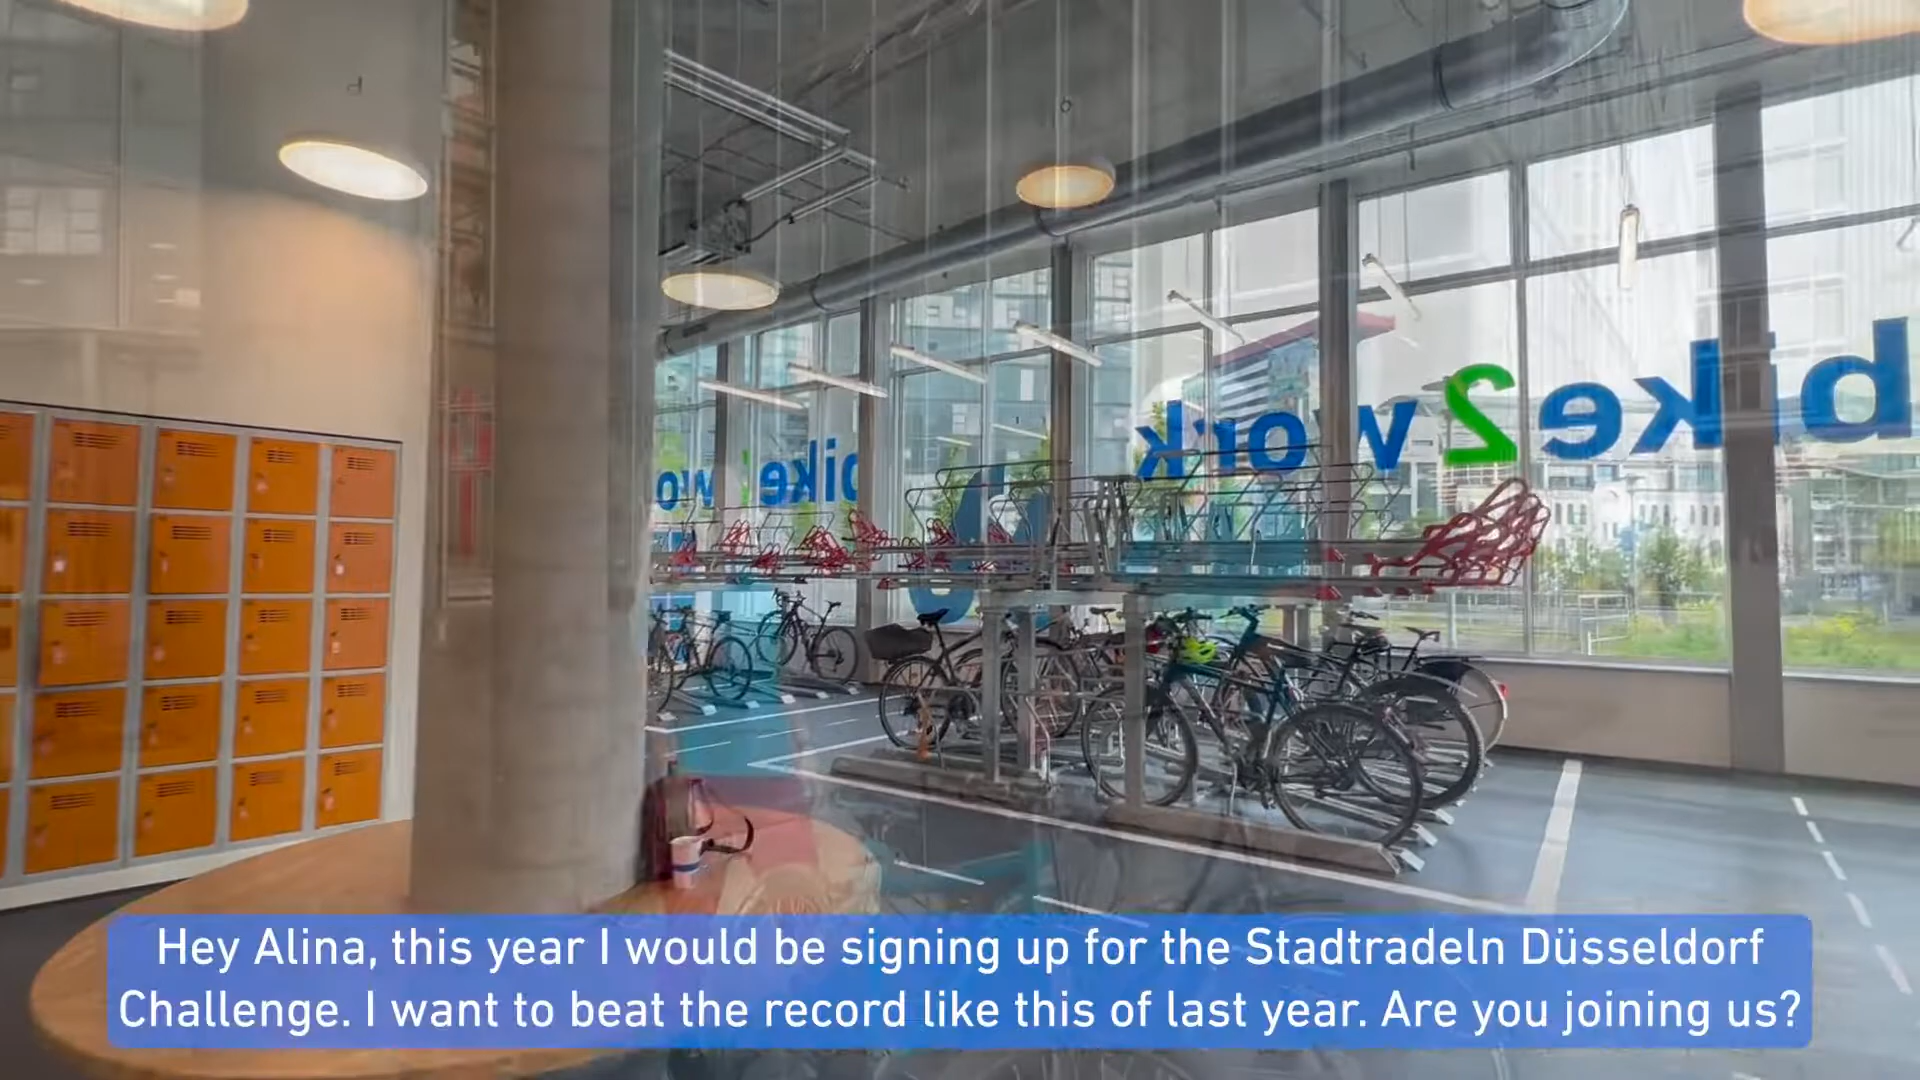 bike2work
bike2wo
Hey Alina, this year I would be signing up for the Stadtradeln Düsseldorf
Challenge. I want to beat the record like this of last year. Are you joining us?